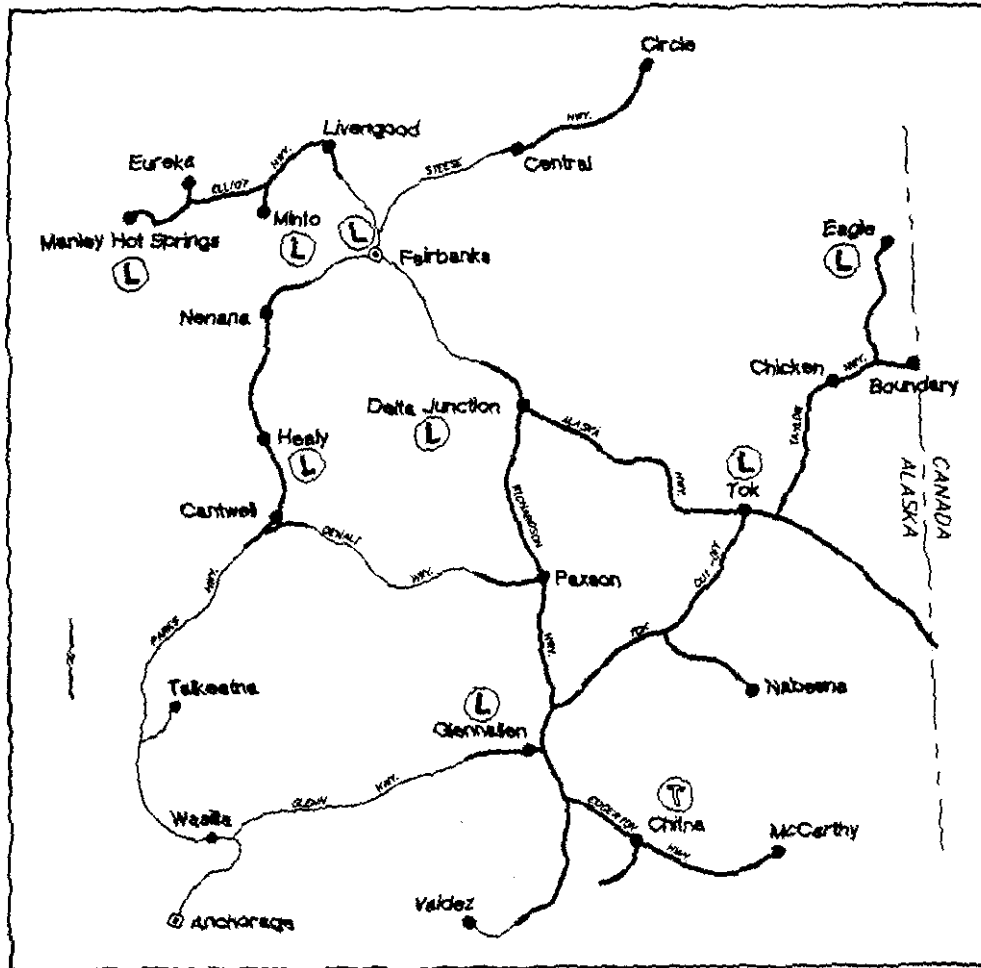 Circle
HWY.
Livengood
Eureka
HWY.
STEESE
Central
ELLIOT
Manley Hot Springs
Minto
L
L
L
Fairbanks
Eagle
L
Nenana
Chicken
HWY.
Boundary
Delta Junction
L
ALASKA
TAYLOR
Healy
L
HWY.
L
Tok
CANADA
ALASKA
Cantwell
DENALI
RICHARDSON
CUT-OFF
HWY.
HWY.
Paxson
PARKS
HWY.
TOK
Talkeetna
Nabesna
L
Glennallen
GLENN
HWY.
T
Wasilla
EDGERTON
Chitna
HWY.
McCarthy
Valdez
Anchorage